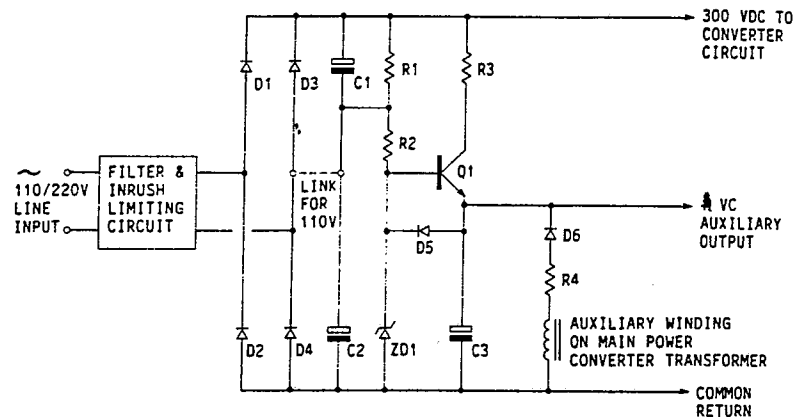 300 VDC TO
CONVERTER
CIRCUIT
D1
D3
C1
R1
R3
R2
Q1
110/220V
LINE
INPUT
FILTER &
INRUSH
LIMITING
CIRCUIT
LINK
FOR
110V
VC
AUXILIARY
OUTPUT
D5
D6
R4
D2
D4
C2
ZD1
C3
AUXILIARY WINDING
ON MAIN POWER
CONVERTER TRANSFORMER
COMMON
RETURN